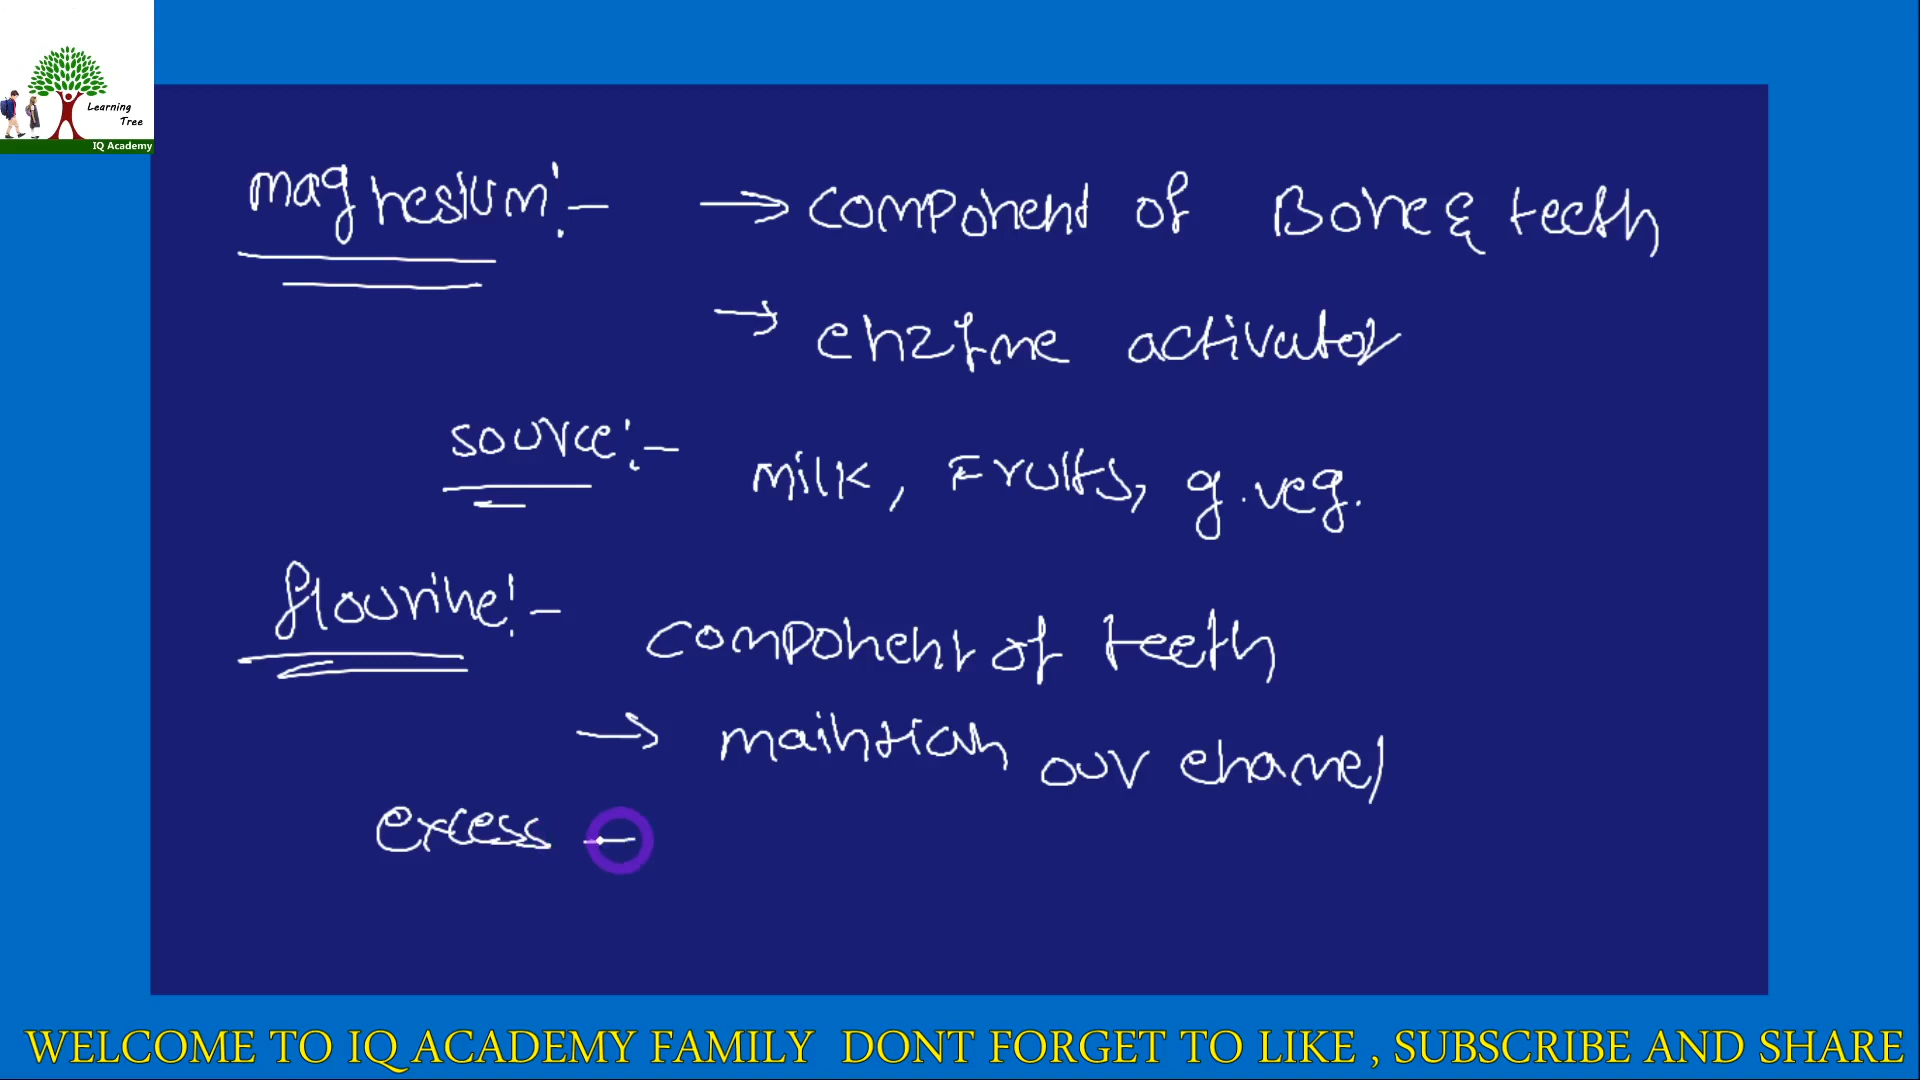 Learning
Tree
IQ Academy
magnesium:- → component of Bone & teeth
→ enzyme activator
source:- milk, Fruits, g.veg.
flourine:- component of teeth
→ maintian our enamel
excess -
WELCOME TO IQ ACADEMY FAMILY DONT FORGET TO LIKE , SUBSCRIBE AND SHARE